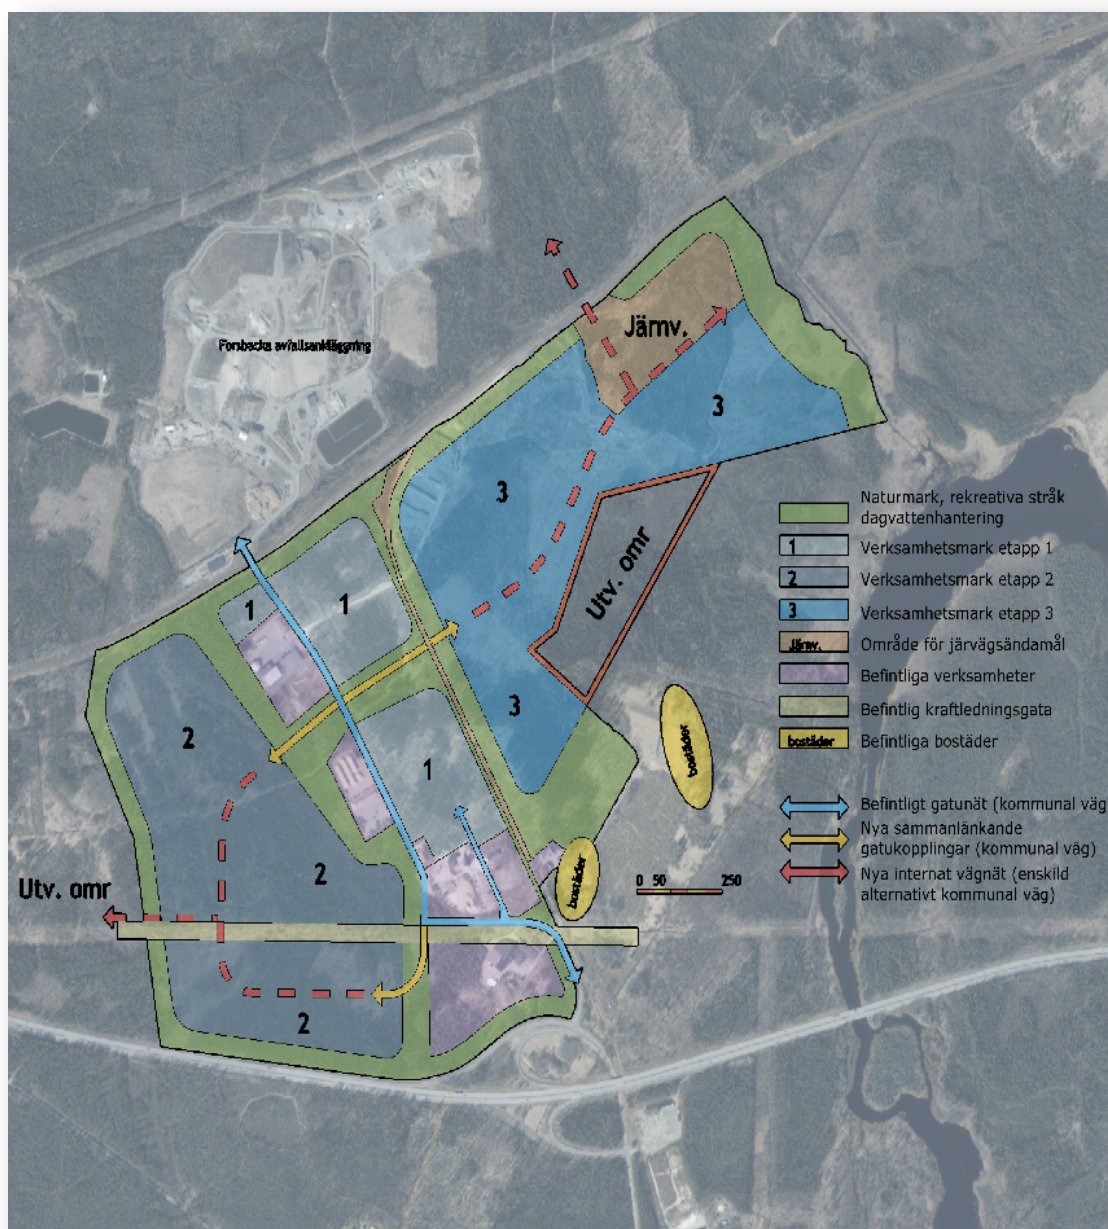 Järnv.
Forsbacka avfallsanläggning
3
3
Utv. omr
1
1
3
2
1
bostäder
2
bostäder
Utv. omr
2
Naturmark, rekreativa stråk
dagvattenhantering
1 Verksamhetsmark etapp 1
2 Verksamhetsmark etapp 2
3 Verksamhetsmark etapp 3
Järnv. Område för järvägsändamål
Befintliga verksamheter
Befintlig kraftledningsgata
bostäder Befintliga bostäder
Befintligt gatunät (kommunal väg
Nya sammanlänkande
gatukopplingar (kommunal väg)
Nya internat vägnät (enskild
alternativt kommunal väg)
0 50 250